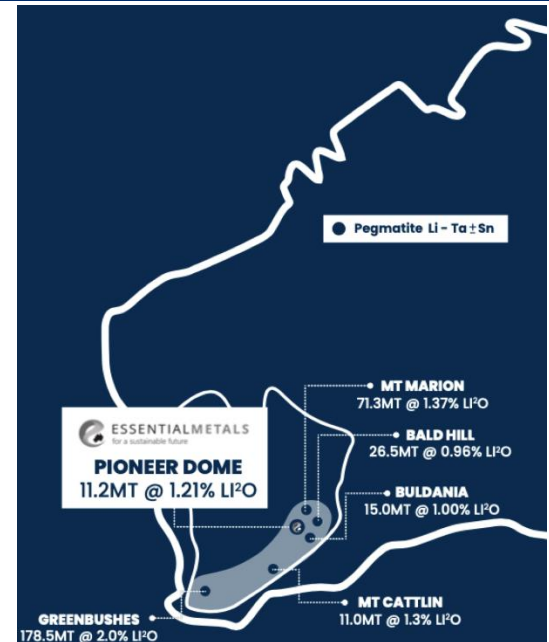 Pegmatite Li - Ta ± Sn
MT MARION
71.3MT @ 1.37% LI²O
ESSENTIALMETALS
for a sustainable future
PIONEER DOME
11.2MT @ 1.21% LI²O
BALD HILL
26.5MT @ 0.96% LI²O
BULDANIA
15.0MT @ 1.00% LI²O
MT CATTLIN
11.0MT @ 1.3% LI²O
GREENBUSHES
178.5MT @ 2.0% LI²O